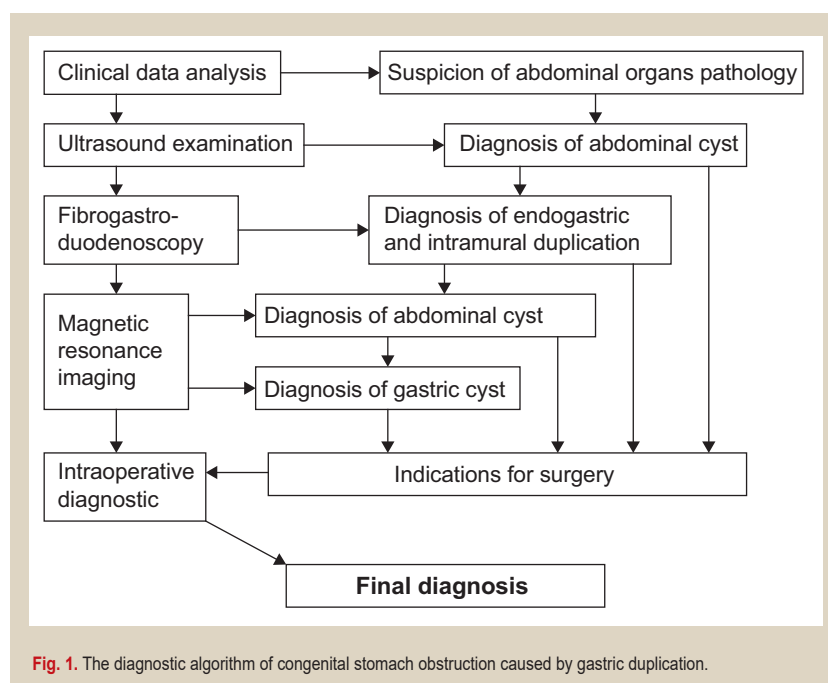 Clinical data analysis
Suspicion of abdominal organs pathology
Ultrasound examination
Diagnosis of abdominal cyst
Fibrogastro-
duodenoscopy
Diagnosis of endogastric
and intramural duplication
Magnetic
resonance
imaging
Diagnosis of abdominal cyst
Diagnosis of gastric cyst
Intraoperative
diagnostic
Indications for surgery
Final diagnosis
Fig. 1. The diagnostic algorithm of congenital stomach obstruction caused by gastric duplication.